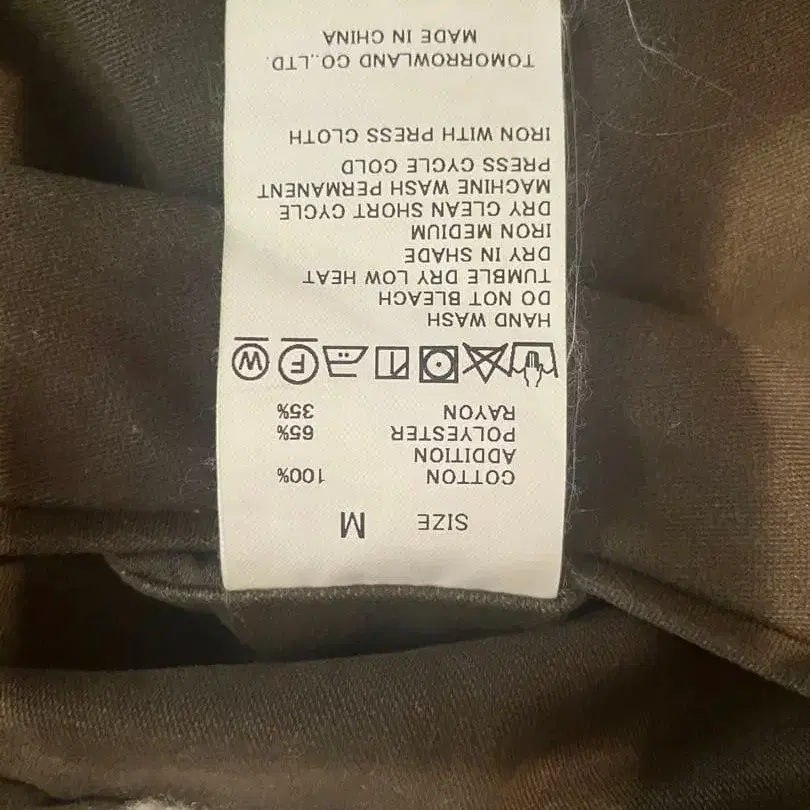 SIZE M
COTTON 100%
ADDITION
POLYESTER 65%
RAYON 35%
F W
HAND WASH
DO NOT BLEACH
TUMBLE DRY LOW HEAT
DRY IN SHADE
IRON MEDIUM
DRY CLEAN SHORT CYCLE
MACHINE WASH PERMANENT
PRESS CYCLE COLD
IRON WITH PRESS CLOTH
TOMORROWLAND CO.,LTD.
MADE IN CHINA